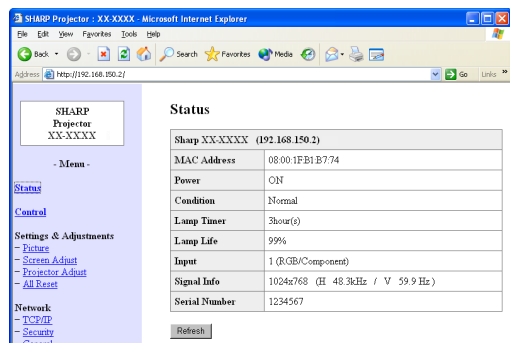 SHARP Projector : XX-XXXX - Microsoft Internet Explorer
File Edit View Favorites Tools Help
Back Search Favorites Media
Address http://192.168.150.2/ Go Links »
SHARP
Projector
XX-XXXX
- Menu -
Status
Control
Settings & Adjustments
– Picture
– Screen Adjust
– Projector Adjust
– All Reset
Network
– TCP/IP
– Security
Status
Sharp XX-XXXX (192.168.150.2)
MAC Address 08:00:1F:B1:B7:74
Power ON
Condition Normal
Lamp Timer 3hour(s)
Lamp Life 99%
Input 1 (RGB/Component)
Signal Info 1024x768 (H 48.3kHz / V 59.9 Hz )
Serial Number 1234567
Refresh